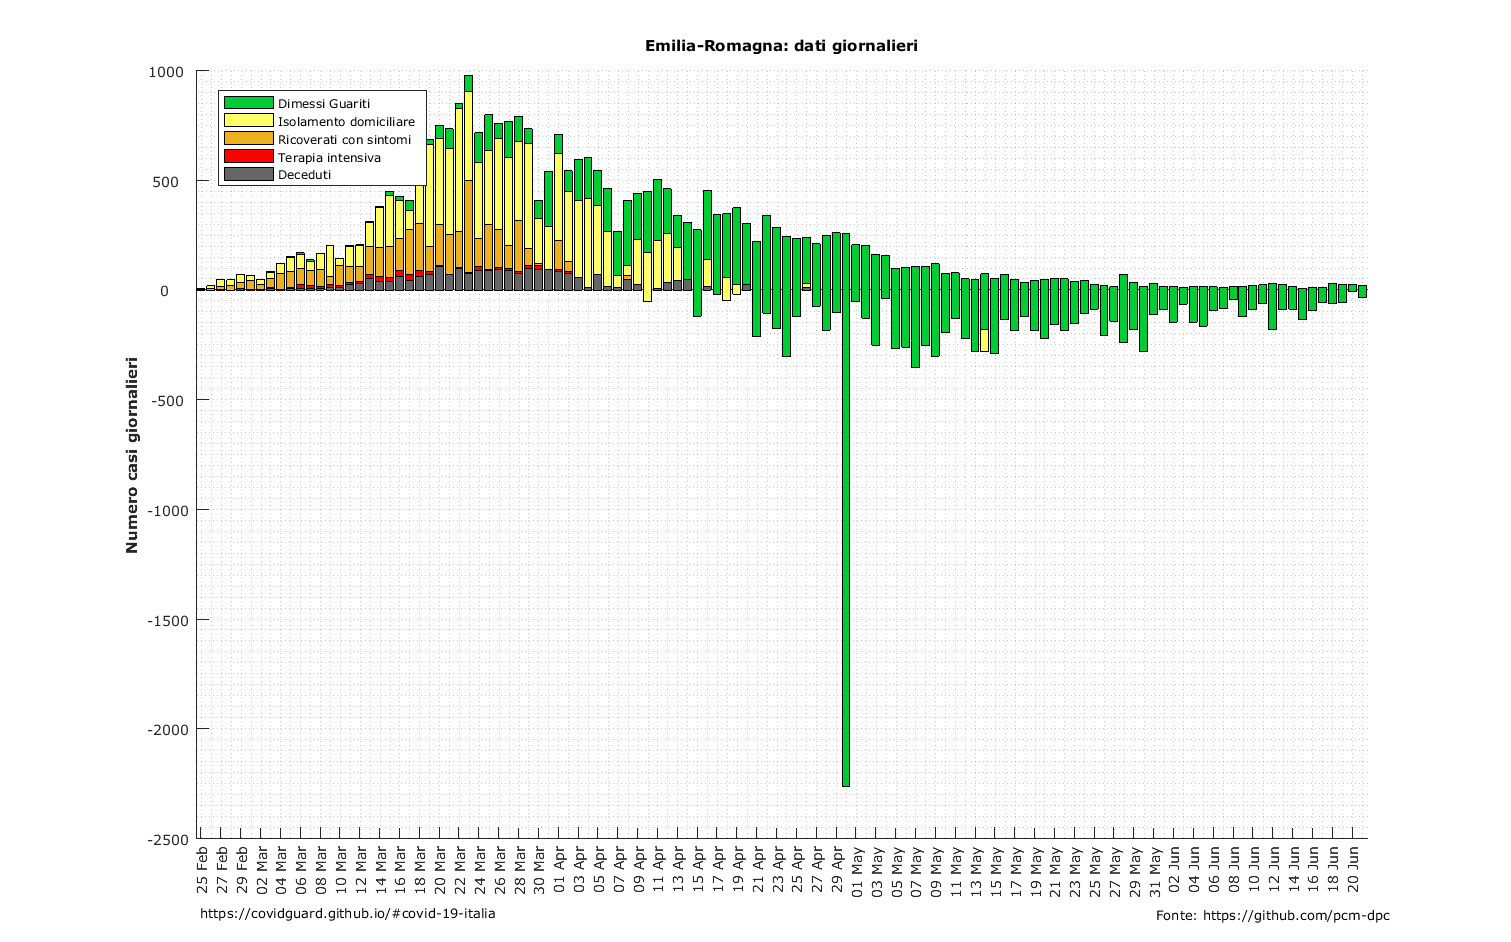 Emilia-Romagna: dati giornalieri
1000
500
0
-500
-1000
-1500
-2000
-2500
Numero casi giornalieri
Dimessi Guariti
Isolamento domiciliare
Ricoverati con sintomi
Terapia intensiva
Deceduti
25 Feb
27 Feb
29 Feb
02 Mar
04 Mar
06 Mar
08 Mar
10 Mar
12 Mar
14 Mar
16 Mar
18 Mar
20 Mar
22 Mar
24 Mar
26 Mar
28 Mar
30 Mar
01 Apr
03 Apr
05 Apr
07 Apr
09 Apr
11 Apr
13 Apr
15 Apr
17 Apr
19 Apr
21 Apr
23 Apr
25 Apr
27 Apr
29 Apr
01 May
03 May
05 May
07 May
09 May
11 May
13 May
15 May
17 May
19 May
21 May
23 May
25 May
27 May
29 May
31 May
02 Jun
04 Jun
06 Jun
08 Jun
10 Jun
12 Jun
14 Jun
16 Jun
18 Jun
20 Jun
https://covidguard.github.io/#covid-19-italia
Fonte: https://github.com/pcm-dpc